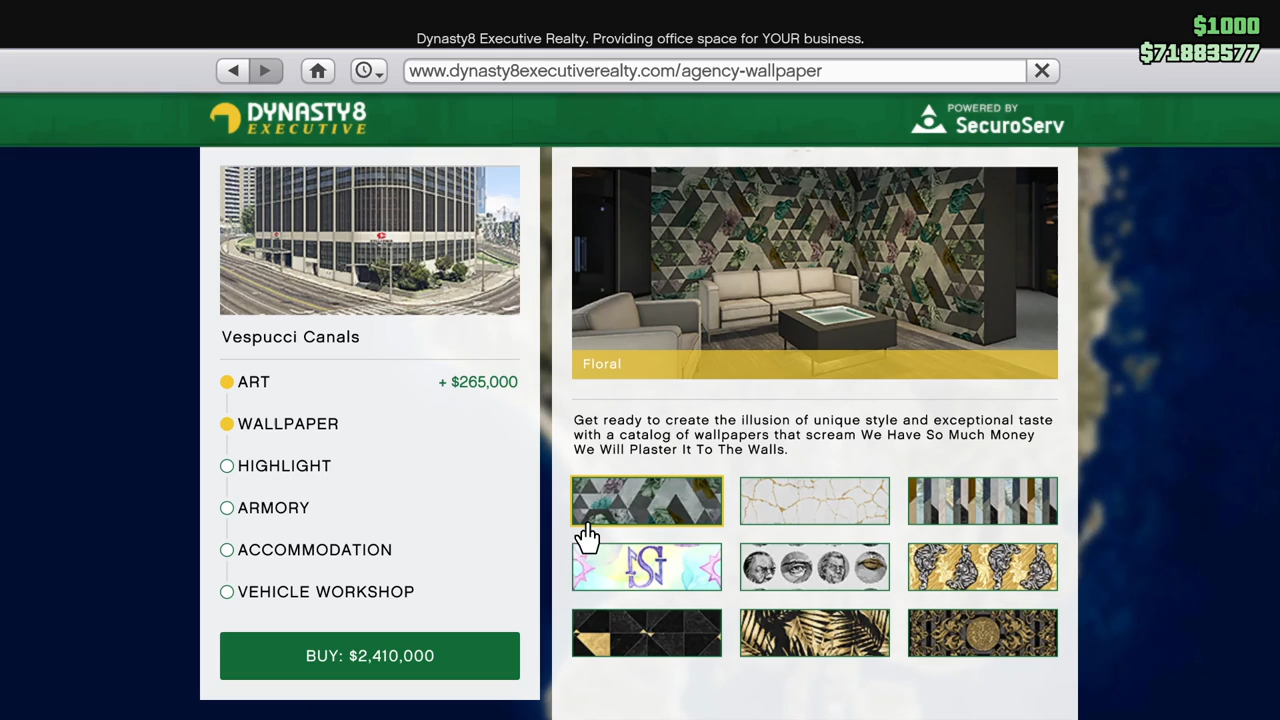 $1000
Dynasty8 Executive Realty. Providing office space for YOUR business.
$71883577
www.dynasty8executiverealty.com/agency-wallpaper
DYNASTY8
EXECUTIVE
POWERED BY
SecuroServ
Vespucci Canals
ART + $265,000
WALLPAPER
HIGHLIGHT
ARMORY
ACCOMMODATION
VEHICLE WORKSHOP
BUY: $2,410,000
Floral
Get ready to create the illusion of unique style and exceptional taste
with a catalog of wallpapers that scream We Have So Much Money
We Will Plaster It To The Walls.